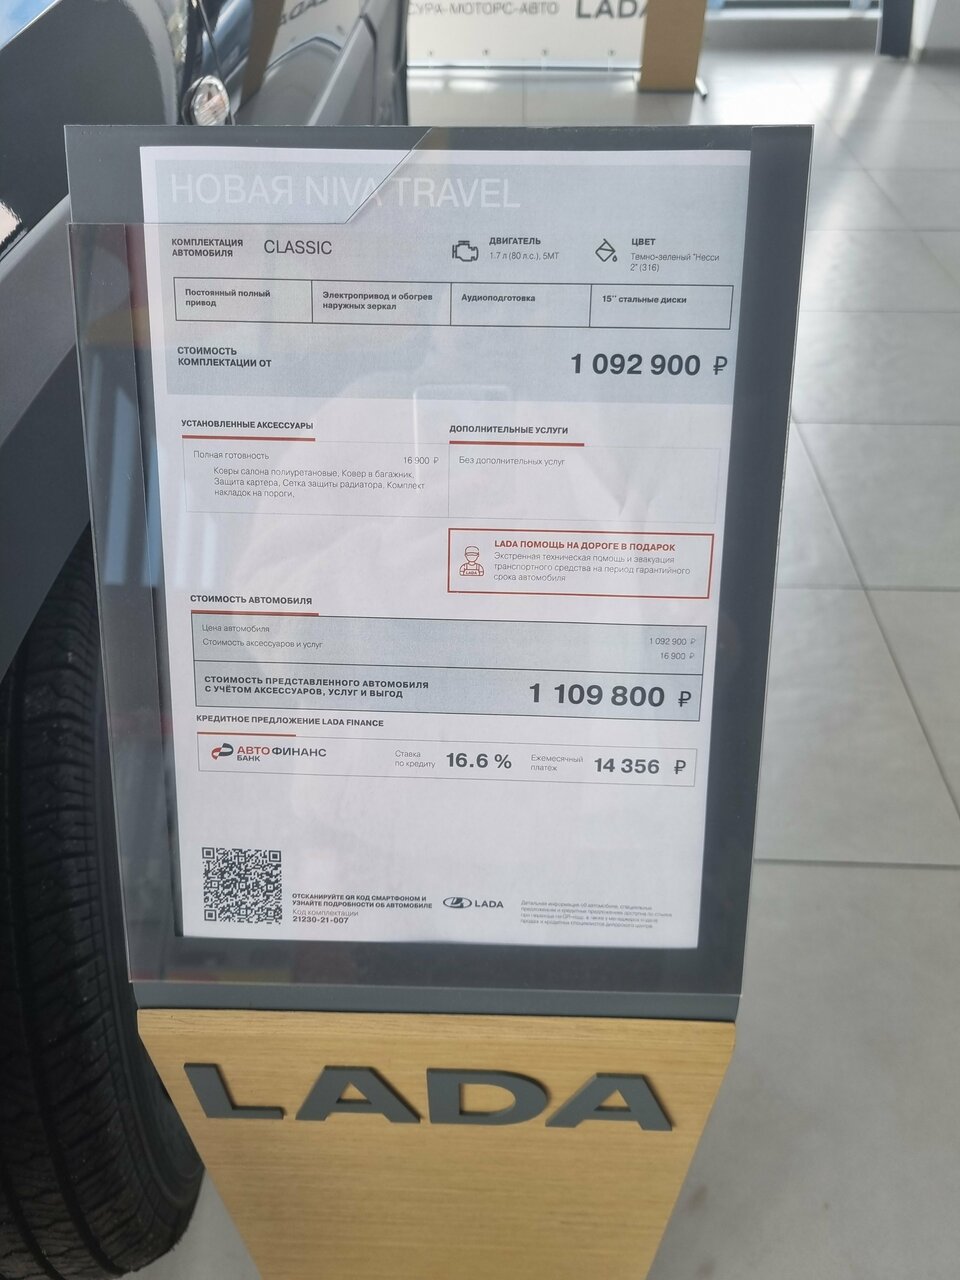 СУРА-МОТОРС-АВТО LADA
НОВАЯ NIVA TRAVEL
КОМПЛЕКТАЦИЯ
АВТОМОБИЛЯ
CLASSIC
ДВИГАТЕЛЬ
1.7 л (80 л.с.), 5МТ
ЦВЕТ
Темно-зеленый "Несси
2" (316)
Постоянный полный
привод
Электропривод и обогрев
наружных зеркал
Аудиоподготовка
15'' стальные диски
СТОИМОСТЬ
КОМПЛЕКТАЦИИ ОТ
1 092 900 ₽
УСТАНОВЛЕННЫЕ АКСЕССУАРЫ
Полная готовность 16 900 ₽
Ковры салона полиуретановые, Ковер в багажник,
Защита картера, Сетка защиты радиатора, Комплект
накладок на пороги,
ДОПОЛНИТЕЛЬНЫЕ УСЛУГИ
Без дополнительных услуг
LADA ПОМОЩЬ НА ДОРОГЕ В ПОДАРОК
Экстренная техническая помощь и эвакуация
транспортного средства на период гарантийного
срока автомобиля
СТОИМОСТЬ АВТОМОБИЛЯ
Цена автомобиля 1 092 900 ₽
Стоимость аксессуаров и услуг 16 900 ₽
СТОИМОСТЬ ПРЕДСТАВЛЕННОГО АВТОМОБИЛЯ
С УЧЁТОМ АКСЕССУАРОВ, УСЛУГ И ВЫГОД
1 109 800 ₽
КРЕДИТНОЕ ПРЕДЛОЖЕНИЕ LADA FINANCE
АВТОФИНАНС
БАНК
Ставка
по кредиту
16.6 %
Ежемесячный
платеж
14 356 ₽
ОТСКАНИРУЙТЕ QR КОД СМАРТФОНОМ И
УЗНАЙТЕ ПОДРОБНОСТИ ОБ АВТОМОБИЛЕ
Код комплектации
21230-21-007
LADA
LADA